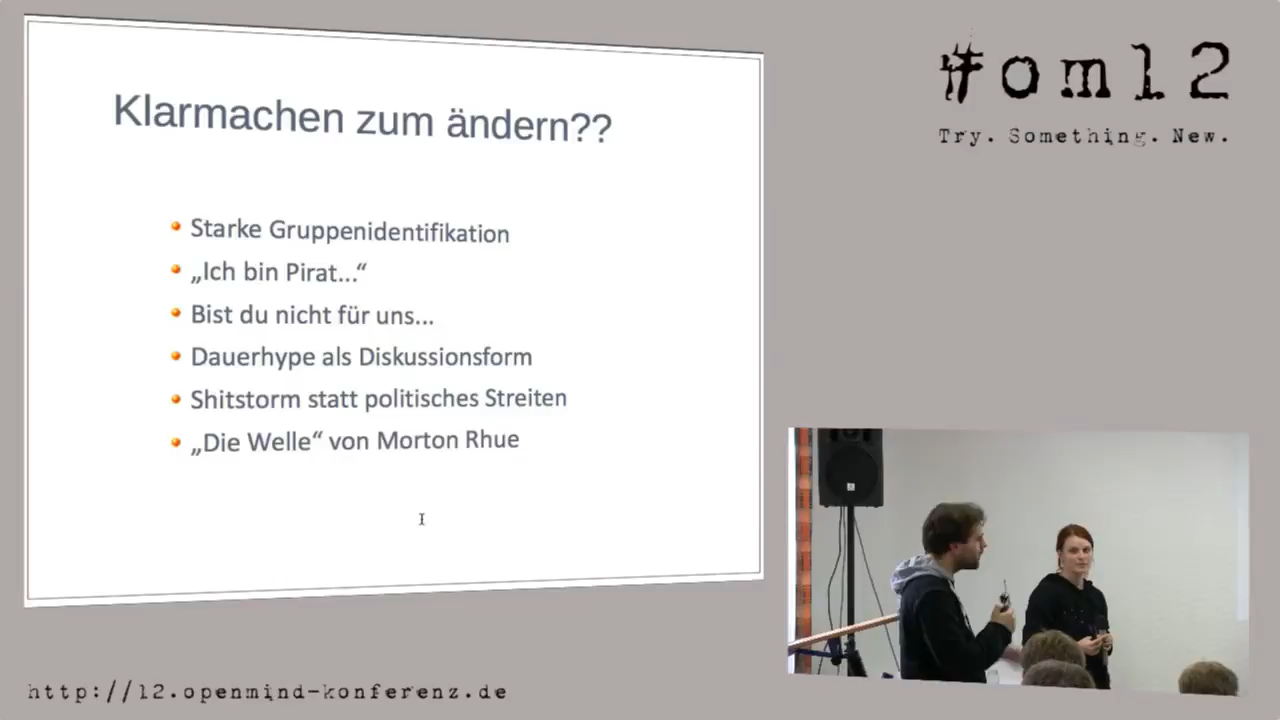 #om12
Try. Something. New.
Klarmachen zum ändern??
Starke Gruppenidentifikation
„Ich bin Pirat...“
Bist du nicht für uns...
Dauerhype als Diskussionsform
Shitstorm statt politisches Streiten
„Die Welle“ von Morton Rhue
http://12.openmind-konferenz.de